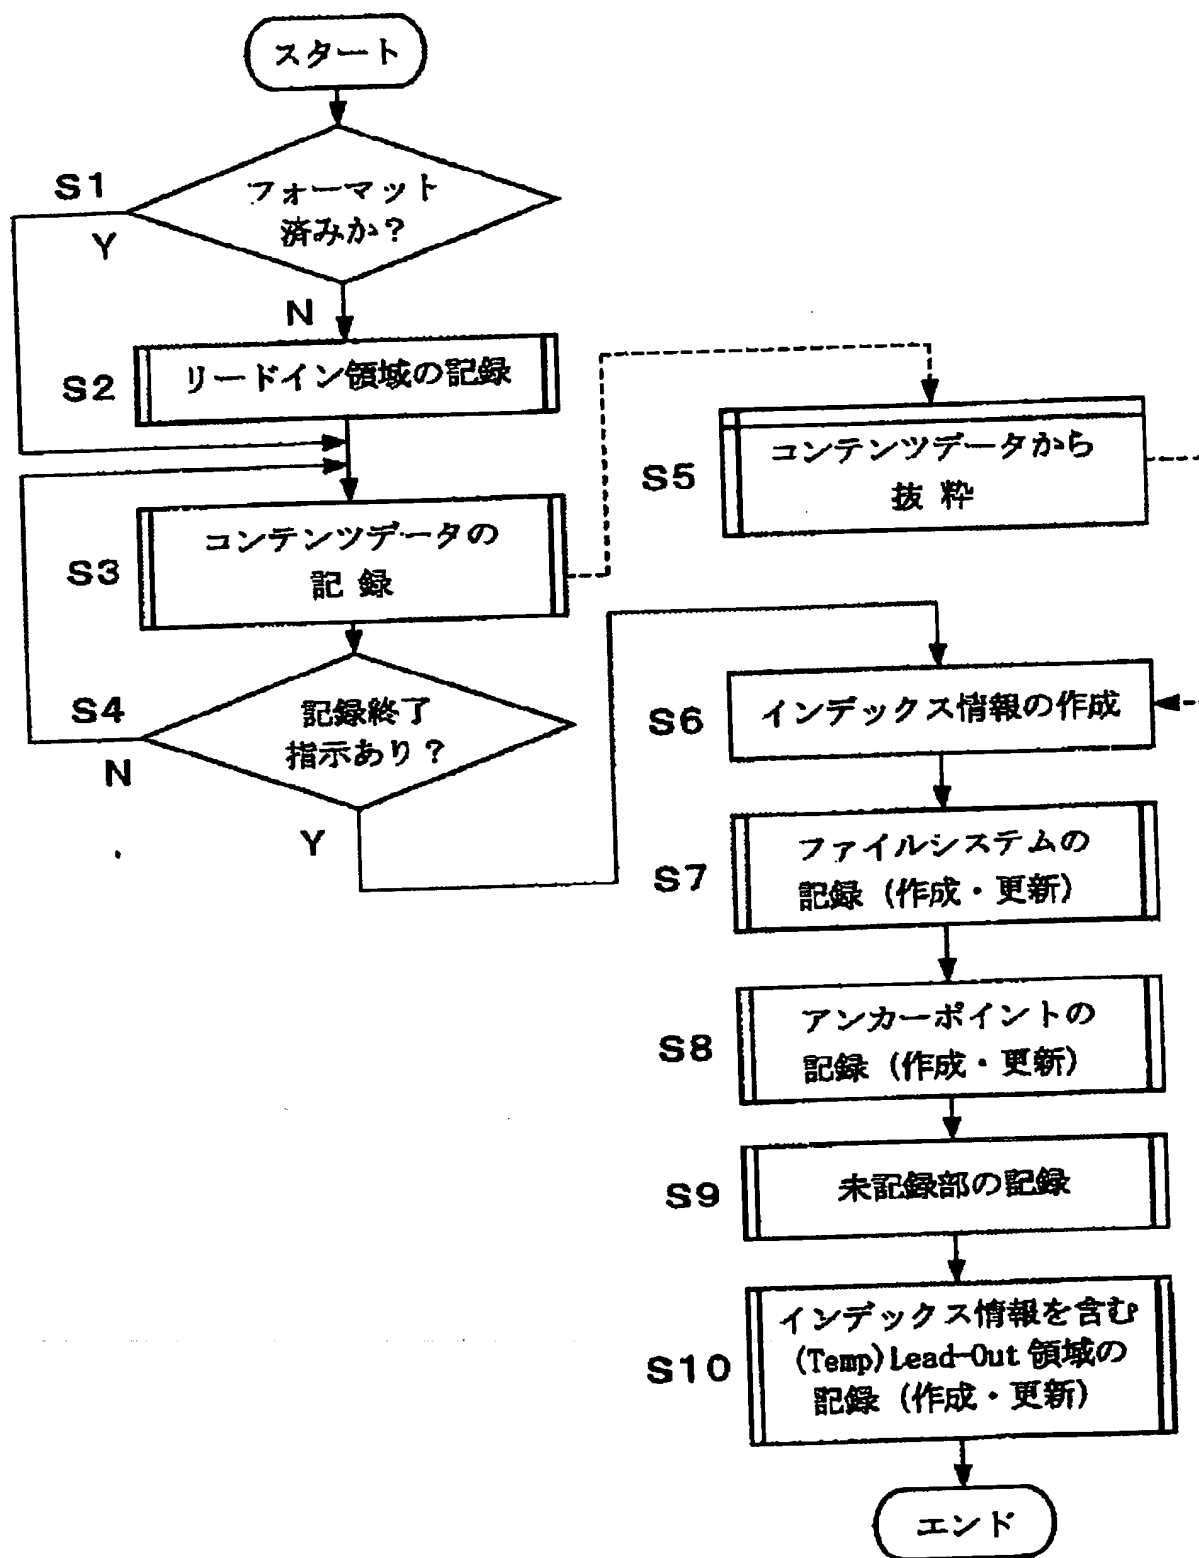 スタート
S1
フォーマット
済みか？
Y
N
S2
リードイン領域の記録
S3
コンテンツデータの
記 録
S4
記録終了
指示あり？
N
Y
S5
コンテンツデータから
抜 粋
S6
インデックス情報の作成
S7
ファイルシステムの
記録（作成・更新）
S8
アンカーポイントの
記録（作成・更新）
S9
未記録部の記録
S10
インデックス情報を含む
(Temp)Lead-Out 領域の
記録（作成・更新）
エンド